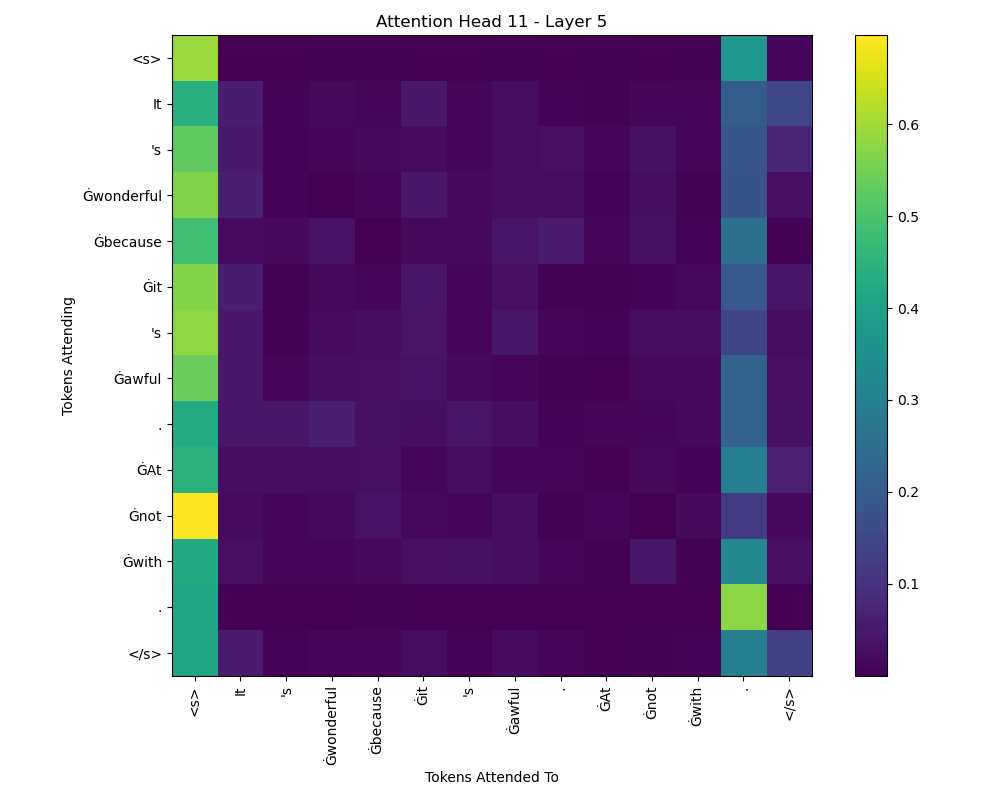 Attention Head 11 - Layer 5
Tokens Attending
<s>
It
's
Ġwonderful
Ġbecause
Ġit
's
Ġawful
.
ĠAt
Ġnot
Ġwith
.
</s>
<s>
It
's
Ġwonderful
Ġbecause
Ġit
's
Ġawful
.
ĠAt
Ġnot
Ġwith
.
</s>
Tokens Attended To
0.6
0.5
0.4
0.3
0.2
0.1